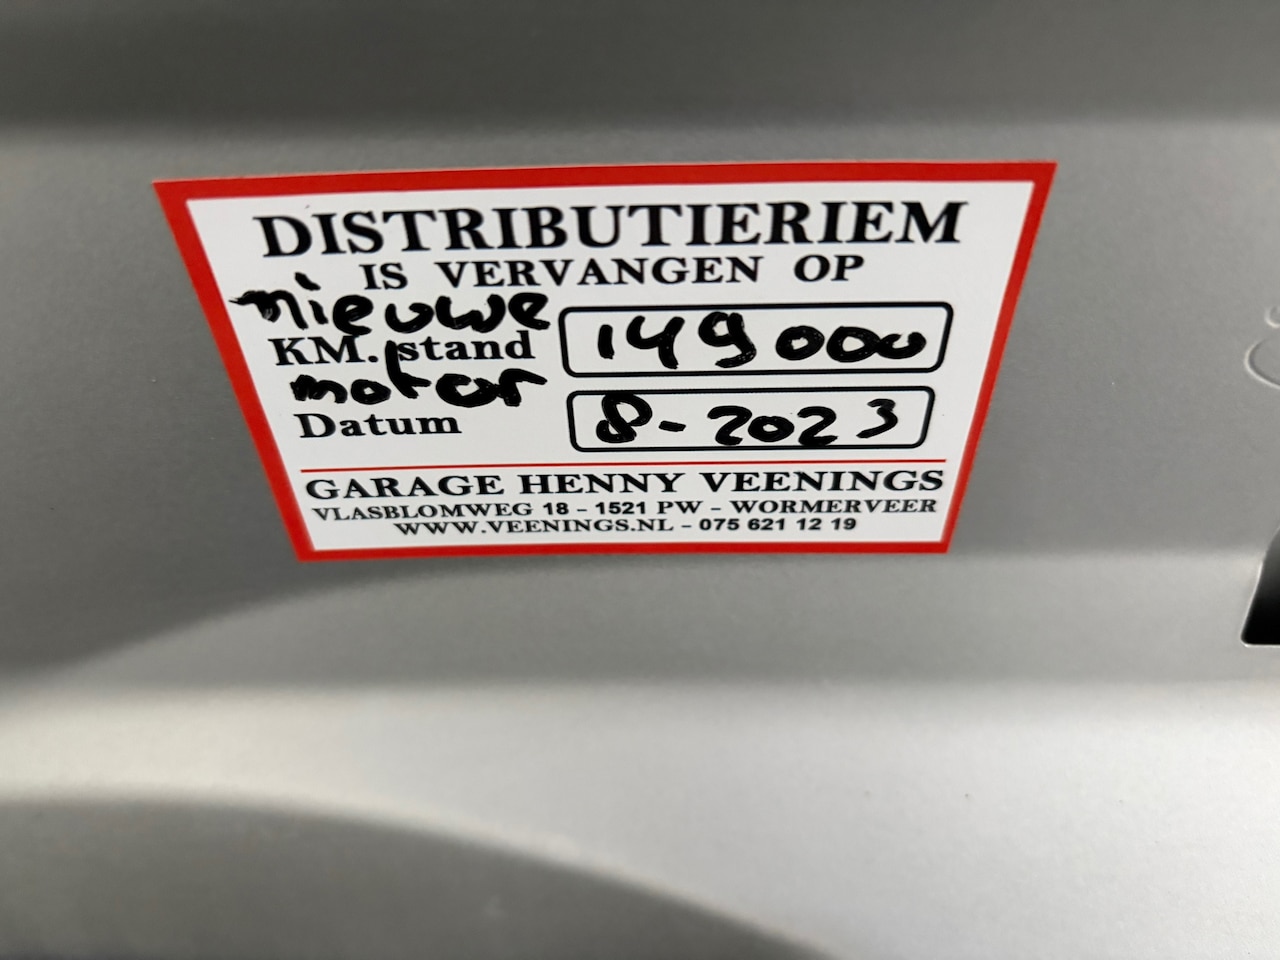 DISTRIBUTIERIEM
IS VERVANGEN OP
nieuwe
KM. stand 149000
motor
Datum 8-2023
GARAGE HENNY VEENINGS
VLASBLOMWEG 18 - 1521 PW - WORMERVEER
WWW.VEENINGS.NL - 075 621 12 19